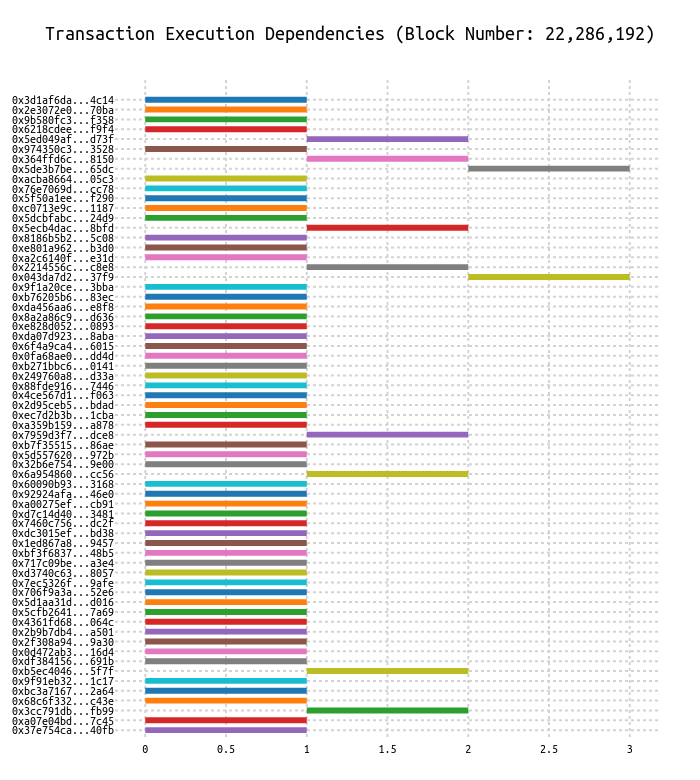 Transaction Execution Dependencies (Block Number: 22,286,192)
0x3d1af6da...4c14
0x2e3072e0...70ba
0x9b580fc3...f358
0x6218cdee...f9f4
0x5ed049af...d73f
0x974350c3...3528
0x364ffd6c...8150
0x5de3b7be...65dc
0xacba8664...05c3
0x76e7069d...cc78
0x5f50a1ee...f290
0xc0713e9c...1187
0x5dcbfabc...24d9
0x5ecb4dac...8bfd
0x8186b5b2...5c08
0xe801a962...b3d0
0xa2c6140f...e31d
0x2214556c...c8e8
0x043da7d2...37f9
0x9f1a20ce...3bba
0xb76205b6...83ec
0xda456aa6...e8f8
0x8a2a86c9...d636
0xe828d052...0893
0xda07d923...8aba
0x6f4a9ca4...6015
0x0fa68ae0...dd4d
0xb271bbc6...0141
0x249760a8...d33a
0x88fde916...7446
0x4ce567d1...f063
0x2d95ceb5...bdad
0xec7d2b3b...1cba
0xa359b159...a878
0x7959d3f7...dce8
0xb7f35515...86ae
0x5d557620...972b
0x32b6e754...9e00
0x6a954860...cc56
0x60090b93...3168
0x92924afa...46e0
0xa00275ef...cb91
0xd7c14d40...3481
0x7460c756...dc2f
0xdc3015ef...bd38
0x1ed867a8...9457
0xbf3f6837...48b5
0x717c09be...a3e4
0xd3740c63...8057
0x7ec5326f...9afe
0x706f9a3a...52e6
0x5d1aa31d...d016
0x5cfb2641...7a69
0x4361fd68...064c
0x2b9b7db4...a501
0x2f308a94...9a30
0x0d472ab3...16d4
0xdf384156...691b
0xb5ec4046...5f7f
0x9f91eb32...1c17
0xbc3a7167...2a64
0x68c6f332...c43e
0x3cc791db...fb99
0xa07e04bd...7c45
0x37e754ca...40fb
0 0.5 1 1.5 2 2.5 3